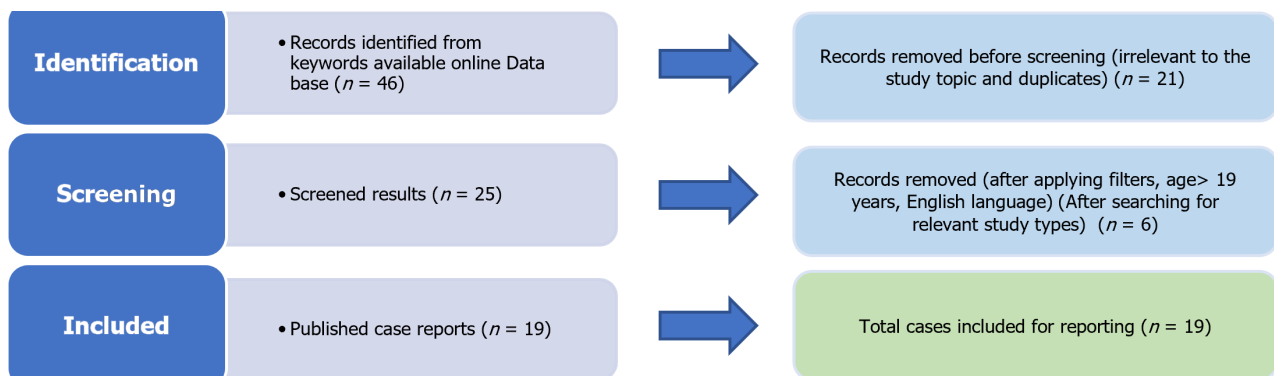 Identification
• Records identified from
keywords available online Data
base (n = 46)
Records removed before screening (irrelevant to the
study topic and duplicates) (n = 21)
Screening
• Screened results (n = 25)
Records removed (after applying filters, age> 19
years, English language) (After searching for
relevant study types)  (n = 6)
Included
• Published case reports (n = 19)
Total cases included for reporting (n = 19)